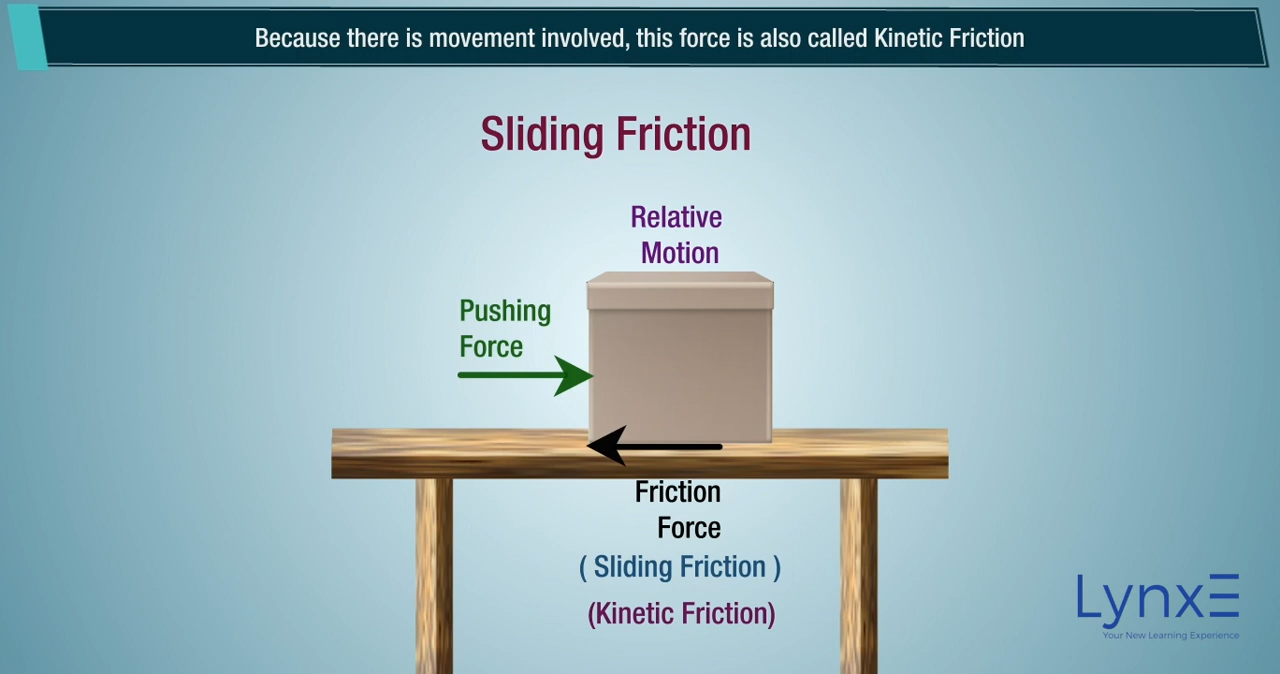 Because there is movement involved, this force is also called Kinetic Friction
Sliding Friction
Relative
Motion
Pushing
Force
Friction
Force
( Sliding Friction )
(Kinetic Friction)
LynxE
Your New Learning Experience